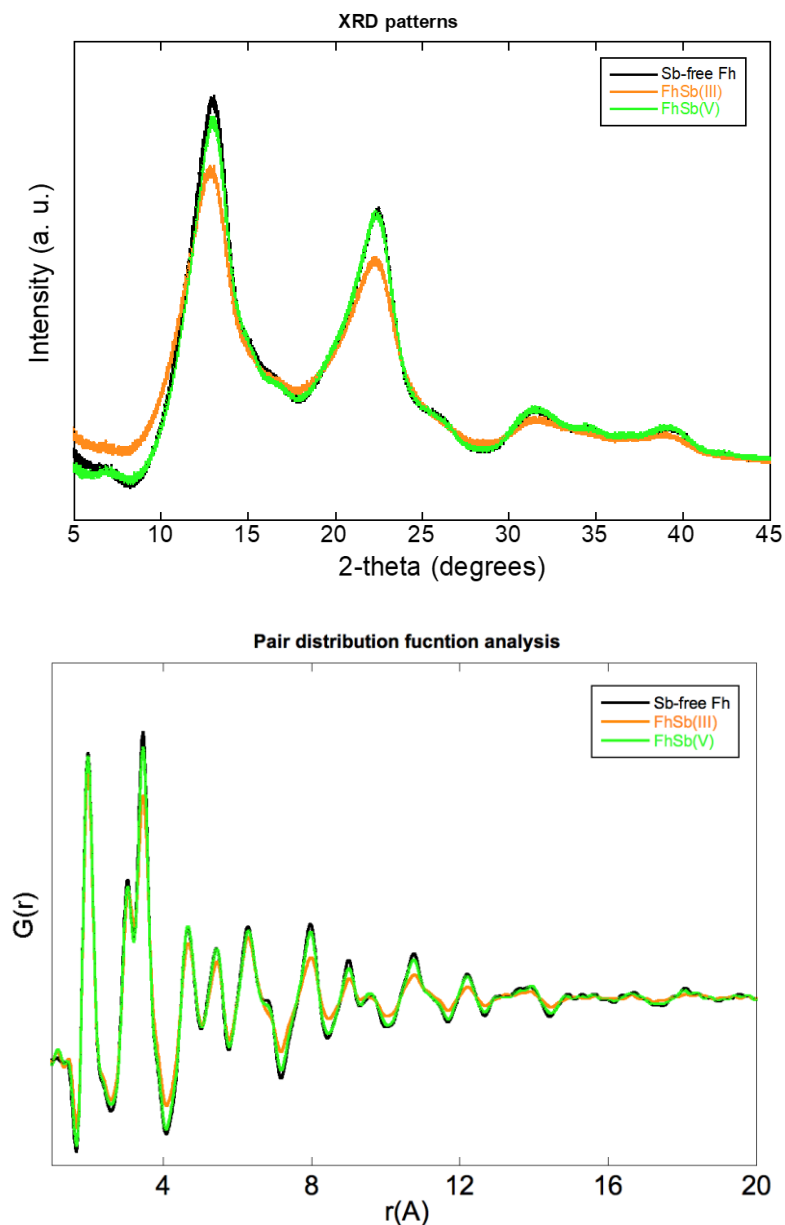 XRD patterns
Sb-free Fh
FhSb(III)
FhSb(V)
Intensity (a. u.)
5 10 15 20 25 30 35 40 45
2-theta (degrees)
Pair distribution fucntion analysis
Sb-free Fh
FhSb(III)
FhSb(V)
G(r)
4 8 12 16 20
r(A)